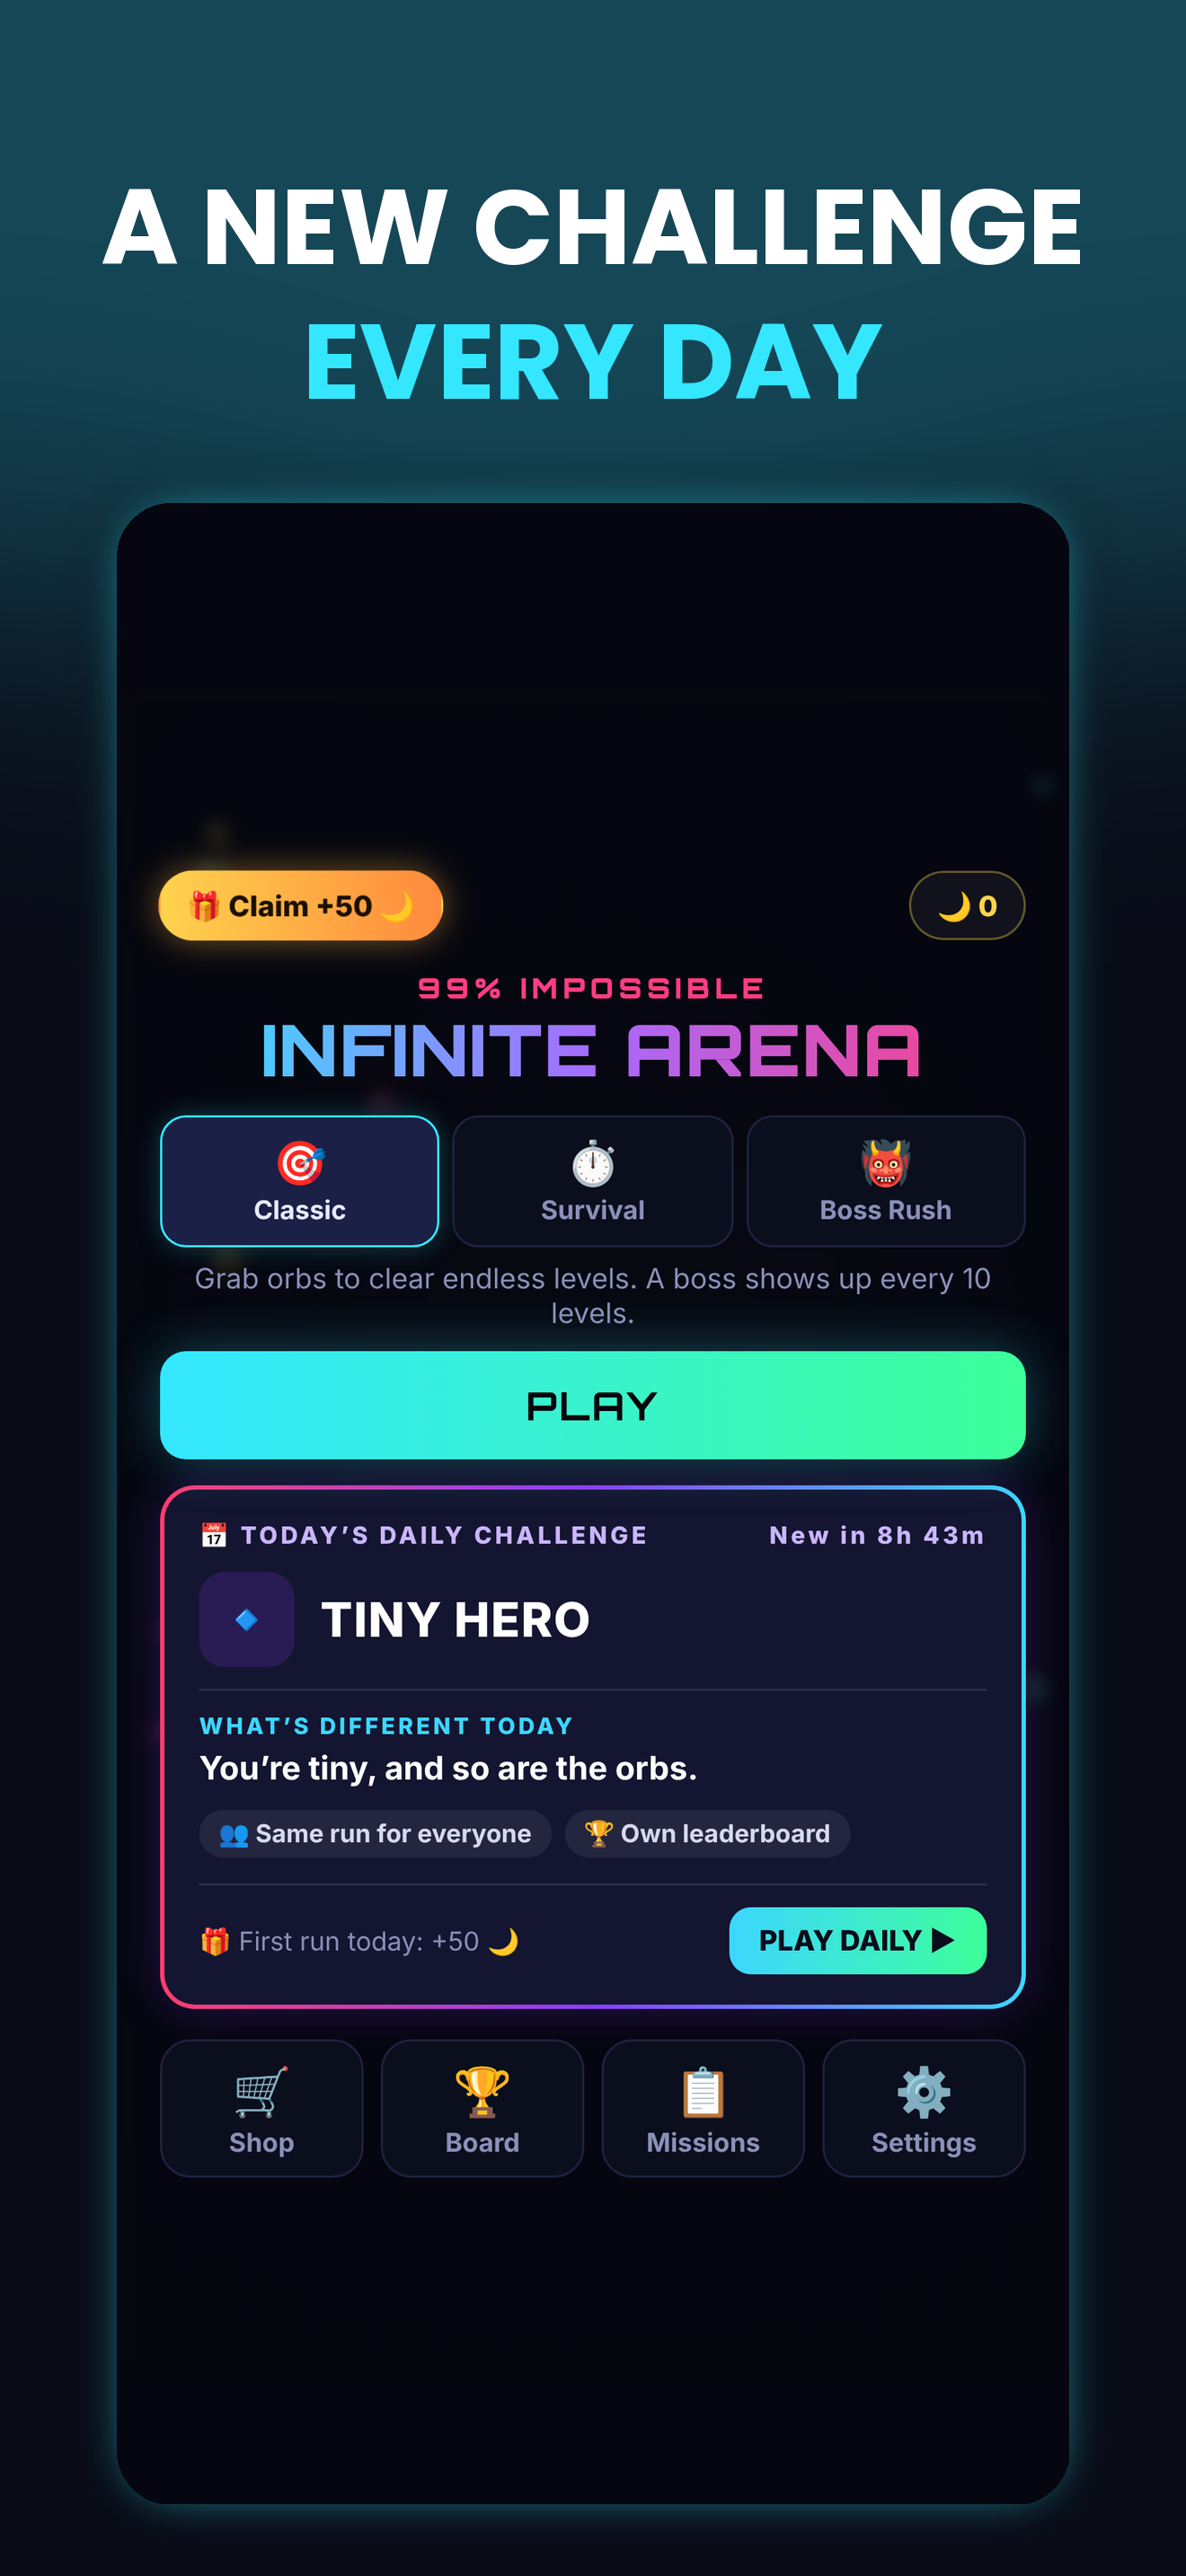 A NEW CHALLENGE
EVERY DAY
🎁 Claim +50 🌙
🌙 0
99% IMPOSSIBLE
INFINITE ARENA
Classic
Survival
Boss Rush
Grab orbs to clear endless levels. A boss shows up every 10
levels.
PLAY
TODAY’S DAILY CHALLENGE
New in 8h 43m
TINY HERO
WHAT’S DIFFERENT TODAY
You’re tiny, and so are the orbs.
👥 Same run for everyone
🏆 Own leaderboard
🎁 First run today: +50 🌙
PLAY DAILY ▶
Shop
Board
Missions
Settings